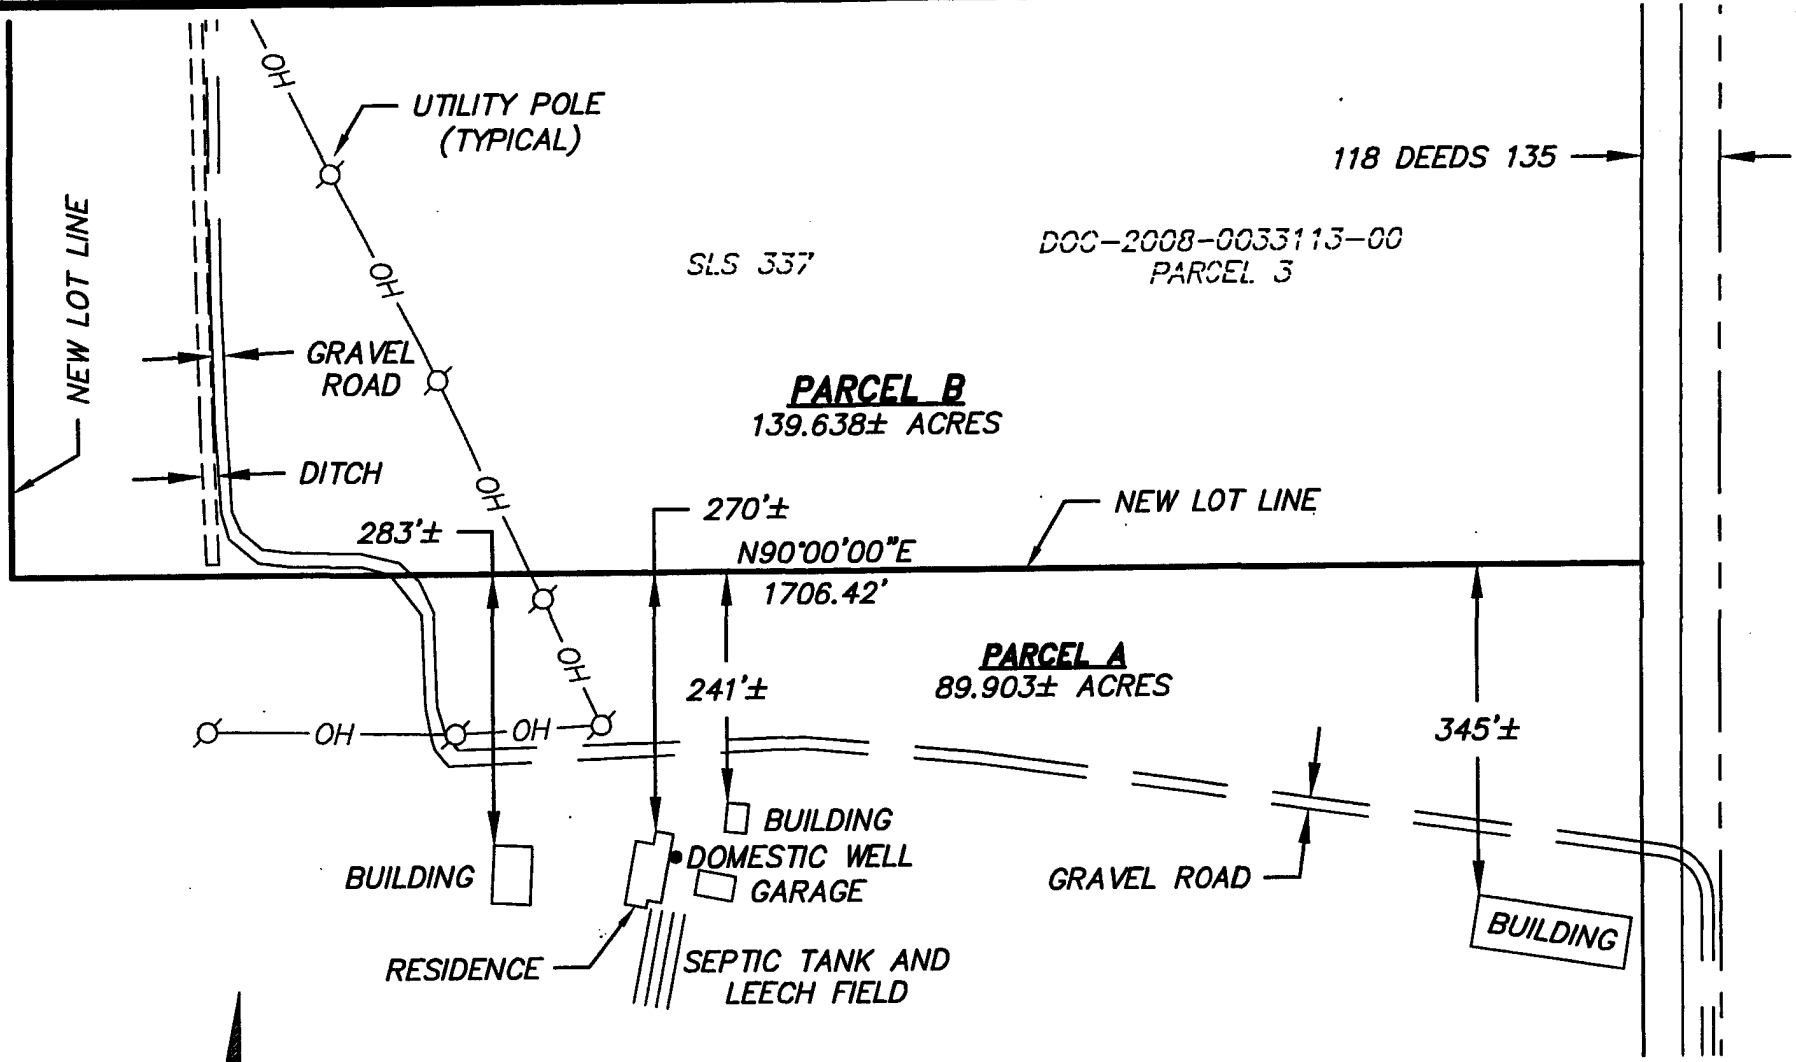 OH
UTILITY POLE
(TYPICAL)
118 DEEDS 135
NEW LOT LINE
SLS 337
DOC-2008-0033113-00
PARCEL 3
OH
GRAVEL
ROAD
PARCEL B
139.638± ACRES
DITCH
OH
270'±
NEW LOT LINE
283'±
N90°00'00"E
1706.42'
OH
PARCEL A
89.903± ACRES
241'±
OH
OH
345'±
BUILDING
DOMESTIC WELL
BUILDING
GARAGE
GRAVEL ROAD
BUILDING
RESIDENCE
SEPTIC TANK AND
LEECH FIELD